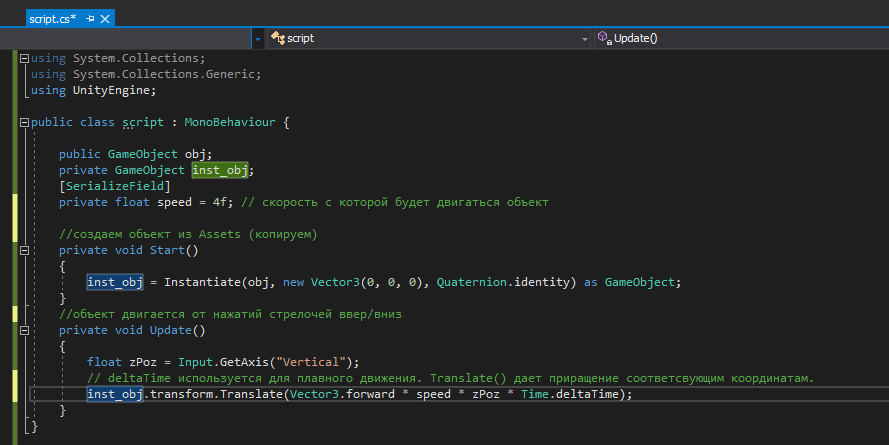 script.cs*
script
Update()
using System.Collections;
using System.Collections.Generic;
using UnityEngine;
public class script : MonoBehaviour {
public GameObject obj;
private GameObject inst_obj;
[SerializeField]
private float speed = 4f; // скорость с которой будет двигаться объект
//создаем объект из Assets (копируем)
private void Start()
{
inst_obj = Instantiate(obj, new Vector3(0, 0, 0), Quaternion.identity) as GameObject;
}
//объект двигается от нажатий стрелочей ввер/вниз
private void Update()
{
float zPoz = Input.GetAxis("Vertical");
// deltaTime используется для плавного движения. Translate() дает приращение соответсвующим координатам.
inst_obj.transform.Translate(Vector3.forward * speed * zPoz * Time.deltaTime);
}
}